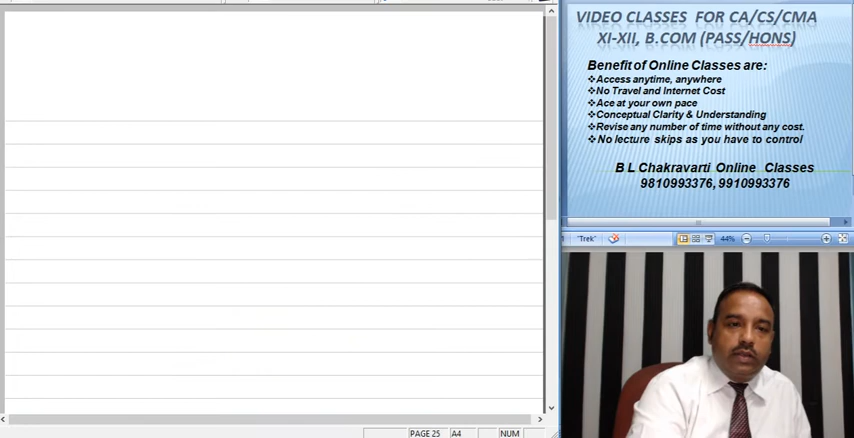 VIDEO CLASSES FOR CA/CS/CMA
XI-XII, B.COM (PASS/HONS)
Benefit of Online Classes are:
❖Access anytime, anywhere
❖No Travel and Internet Cost
❖Ace at your own pace
❖Conceptual Clarity & Understanding
❖Revise any number of time without any cost.
❖No lecture skips as you have to control
B L Chakravarti Online Classes
9810993376, 9910993376
"Trek"
44%
PAGE 25
A4
NUM